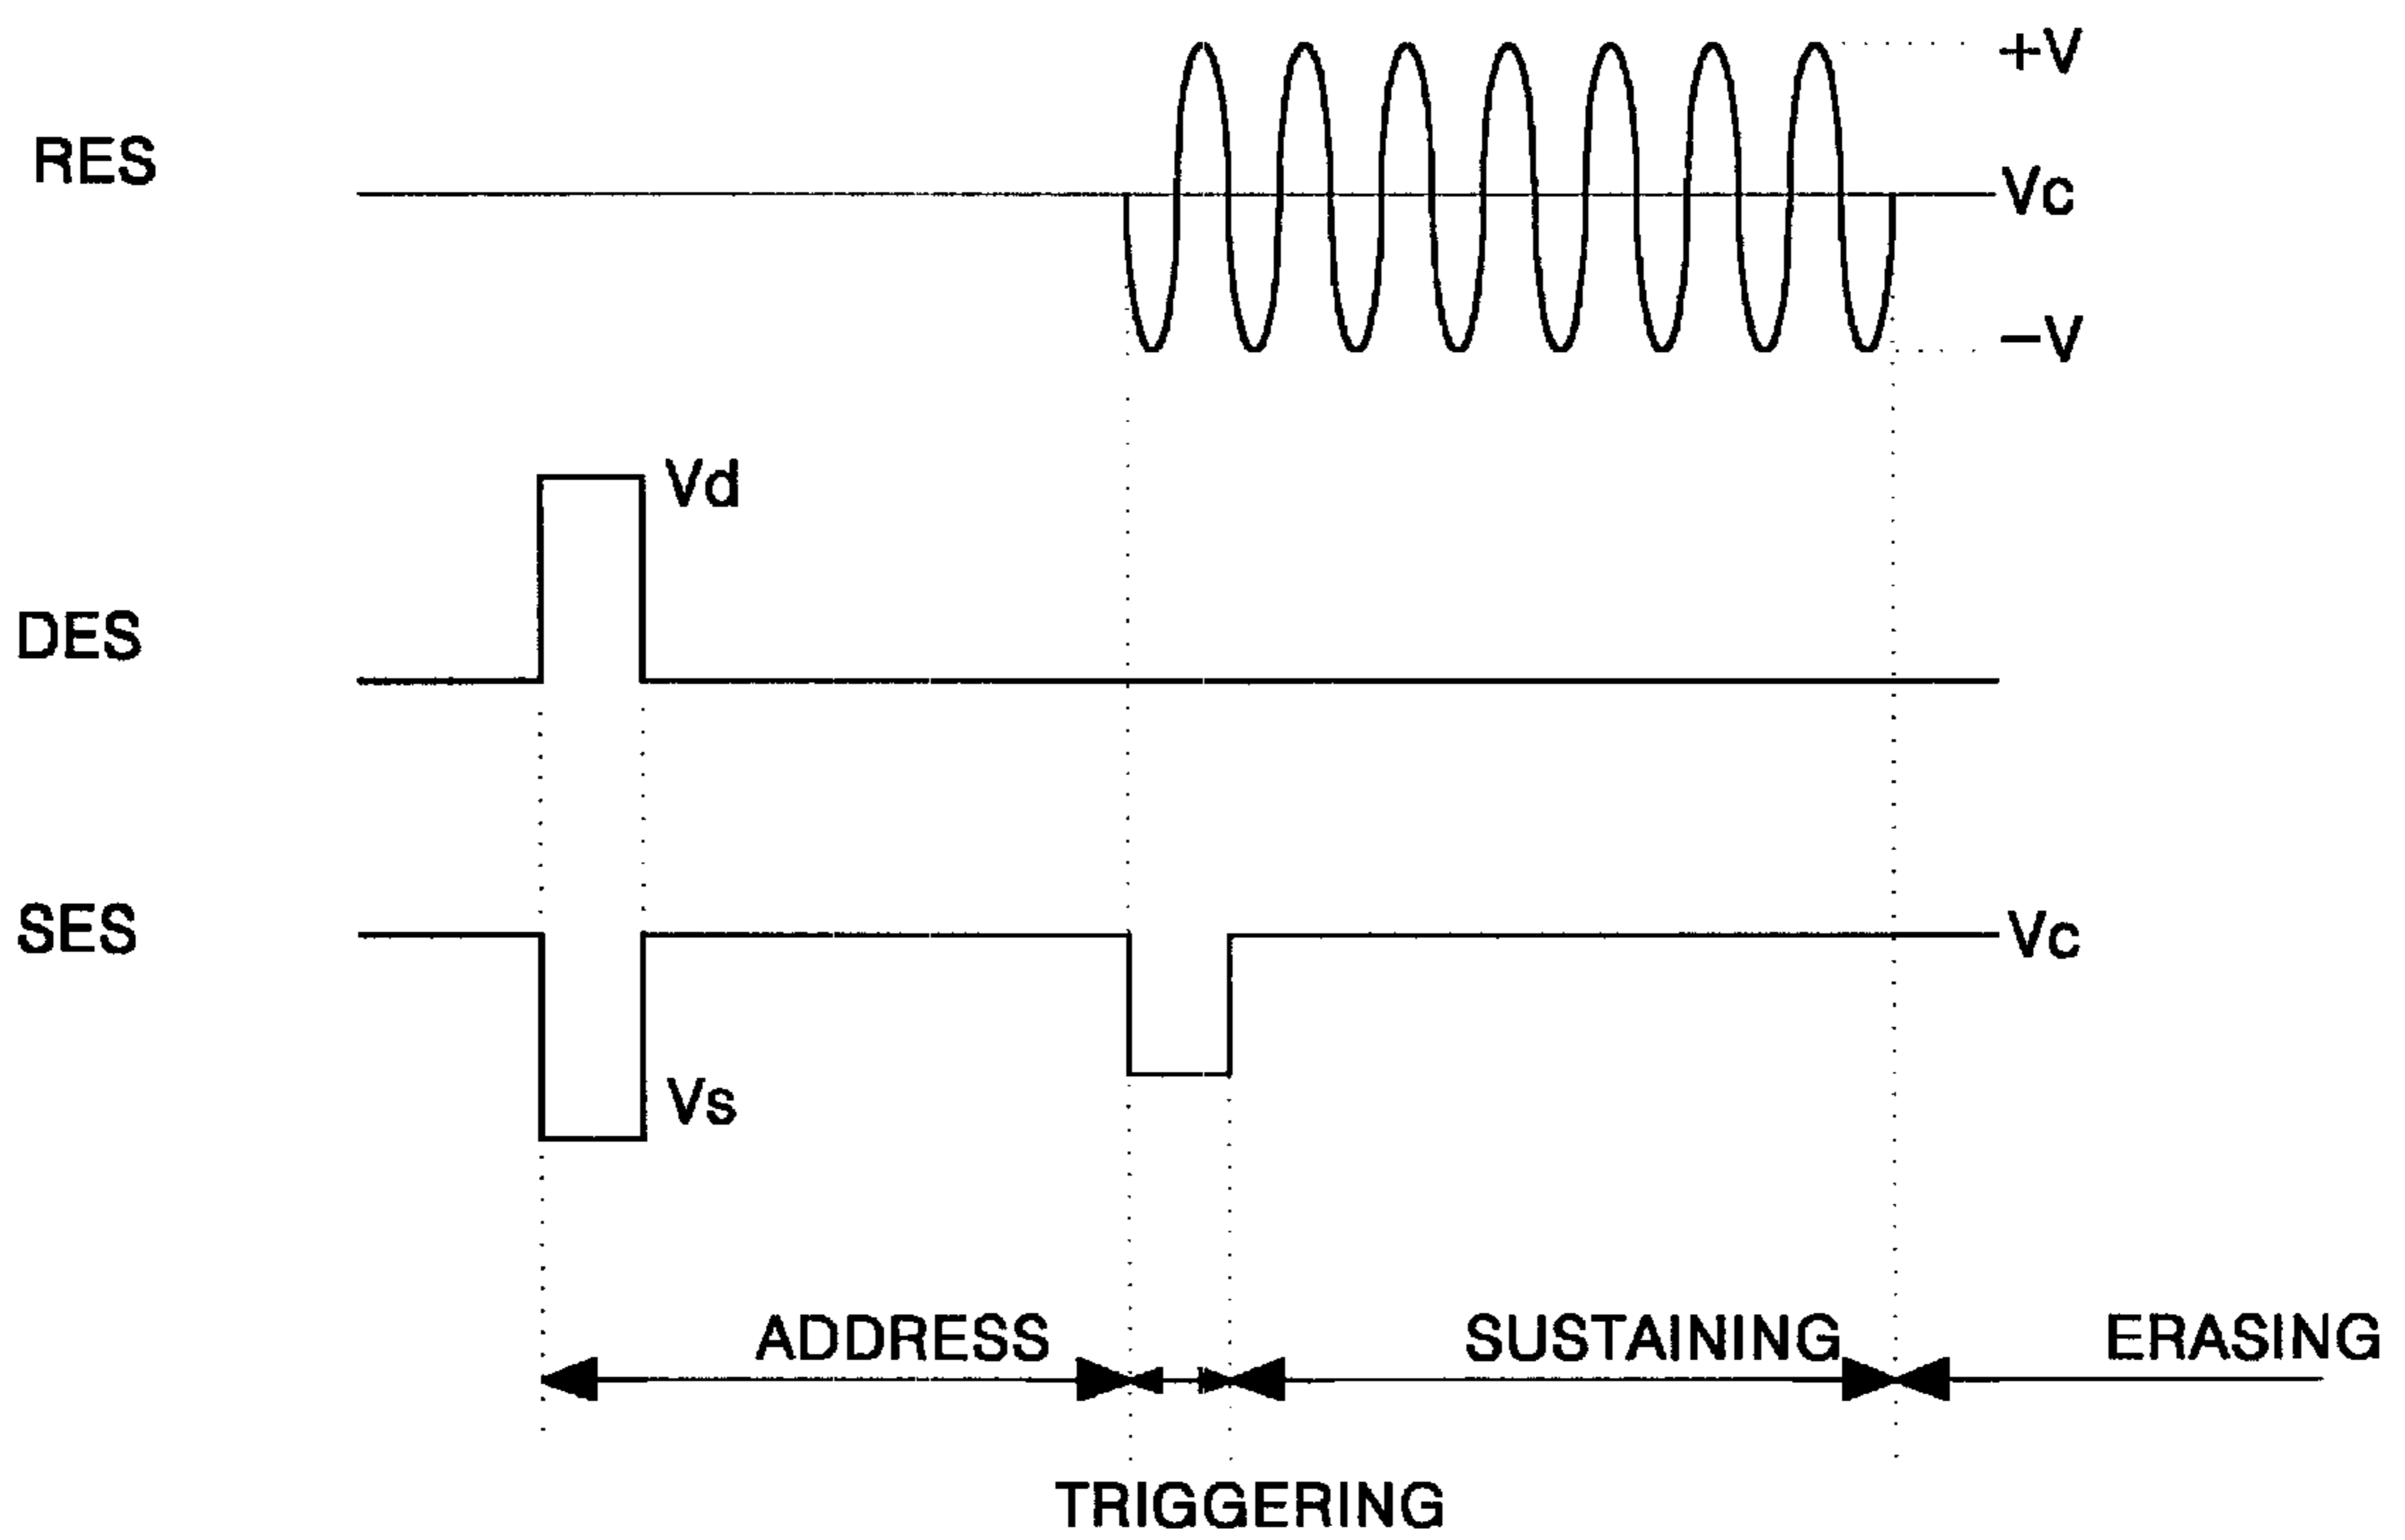 +V
RES
Vc
−V
Vd
DES
SES
Vc
Vs
ADDRESS
SUSTAINING
ERASING
TRIGGERING